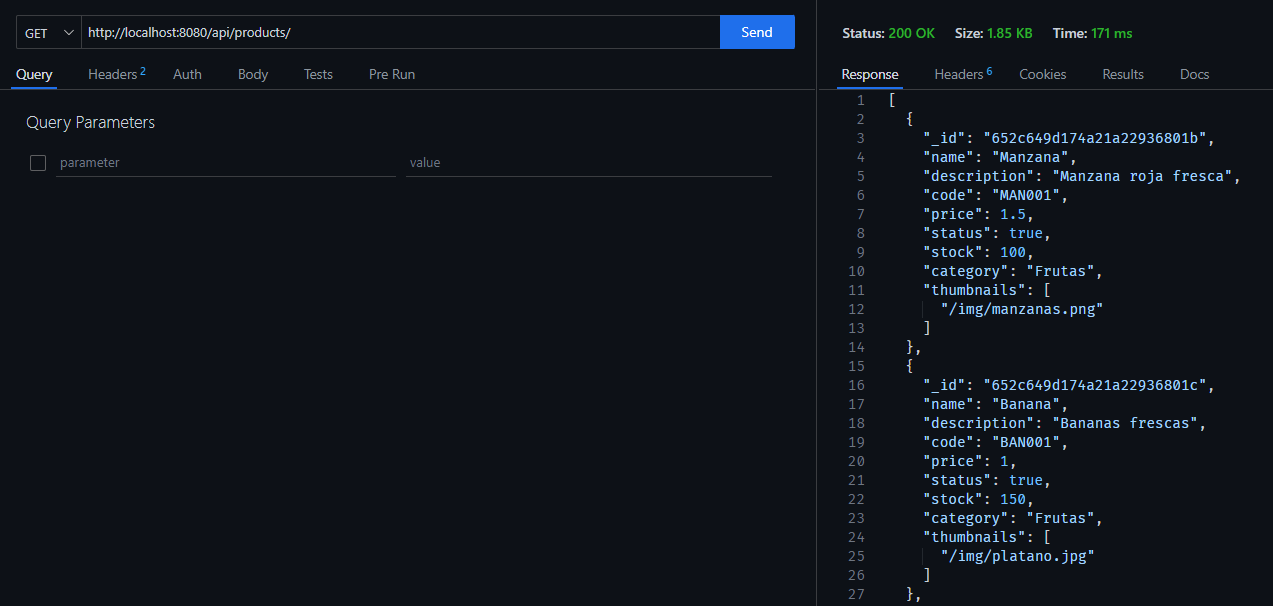 GET http://localhost:8080/api/products/ Send
Query Headers 2 Auth Body Tests Pre Run
Query Parameters
parameter value
Status: 200 OK Size: 1.85 KB Time: 171 ms
Response Headers 6 Cookies Results Docs
1 [
2 {
3 "_id": "652c649d174a21a22936801b",
4 "name": "Manzana",
5 "description": "Manzana roja fresca",
6 "code": "MAN001",
7 "price": 1.5,
8 "status": true,
9 "stock": 100,
10 "category": "Frutas",
11 "thumbnails": [
12 "/img/manzanas.png"
13 ]
14 },
15 {
16 "_id": "652c649d174a21a22936801c",
17 "name": "Banana",
18 "description": "Bananas frescas",
19 "code": "BAN001",
20 "price": 1,
21 "status": true,
22 "stock": 150,
23 "category": "Frutas",
24 "thumbnails": [
25 "/img/platano.jpg"
26 ]
27 },